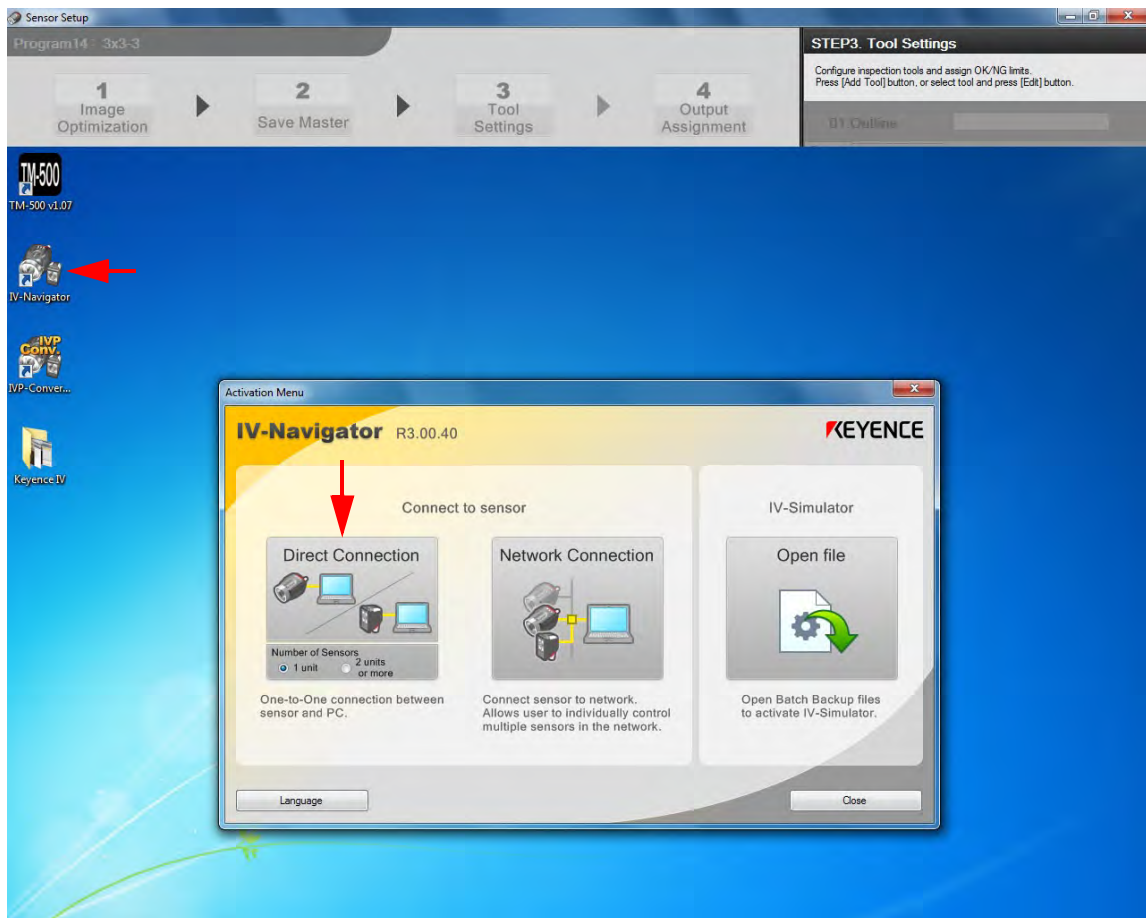 Sensor Setup
Program14 : 3x3-3
1
Image
Optimization
2
Save Master
3
Tool
Settings
4
Output
Assignment
STEP3. Tool Settings
Configure inspection tools and assign OK/NG limits.
Press [Add Tool] button, or select tool and press [Edit] button.
01 Outline
TM-500
TM-500 v1.07
IV-Navigator
IVP
Conv.
IVP-Conver...
Keyence IV
Activation Menu
IV-Navigator R3.00.40
KEYENCE
Connect to sensor
Direct Connection
Number of Sensors
1 unit
2 units
or more
One-to-One connection between
sensor and PC.
Network Connection
Connect sensor to network.
Allows user to individually control
multiple sensors in the network.
IV-Simulator
Open file
Open Batch Backup files
to activate IV-Simulator.
Language
Close